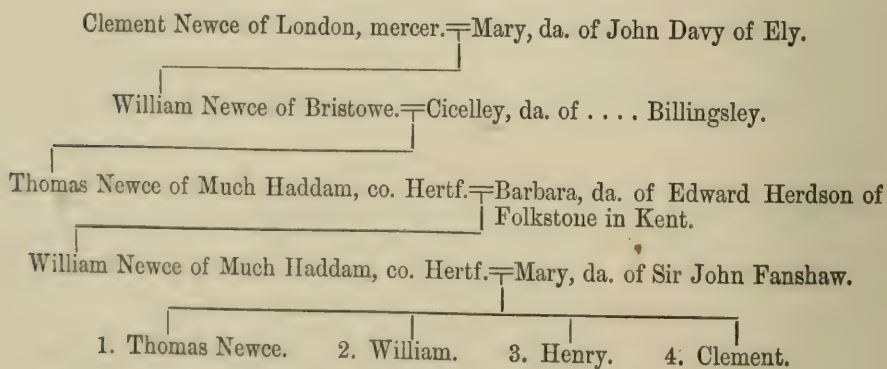 Clement Newce of London, mercer.=Mary, da. of John Davy of Ely.
William Newce of Bristowe.=Cicelley, da. of .... Billingsley.
Thomas Newce of Much Haddam, co. Hertf.=Barbara, da. of Edward Herdson of
Folkstone in Kent.
William Newce of Much Haddam, co. Hertf.=Mary, da. of Sir John Fanshaw.
1. Thomas Newce. 2. William. 3. Henry. 4. Clement.